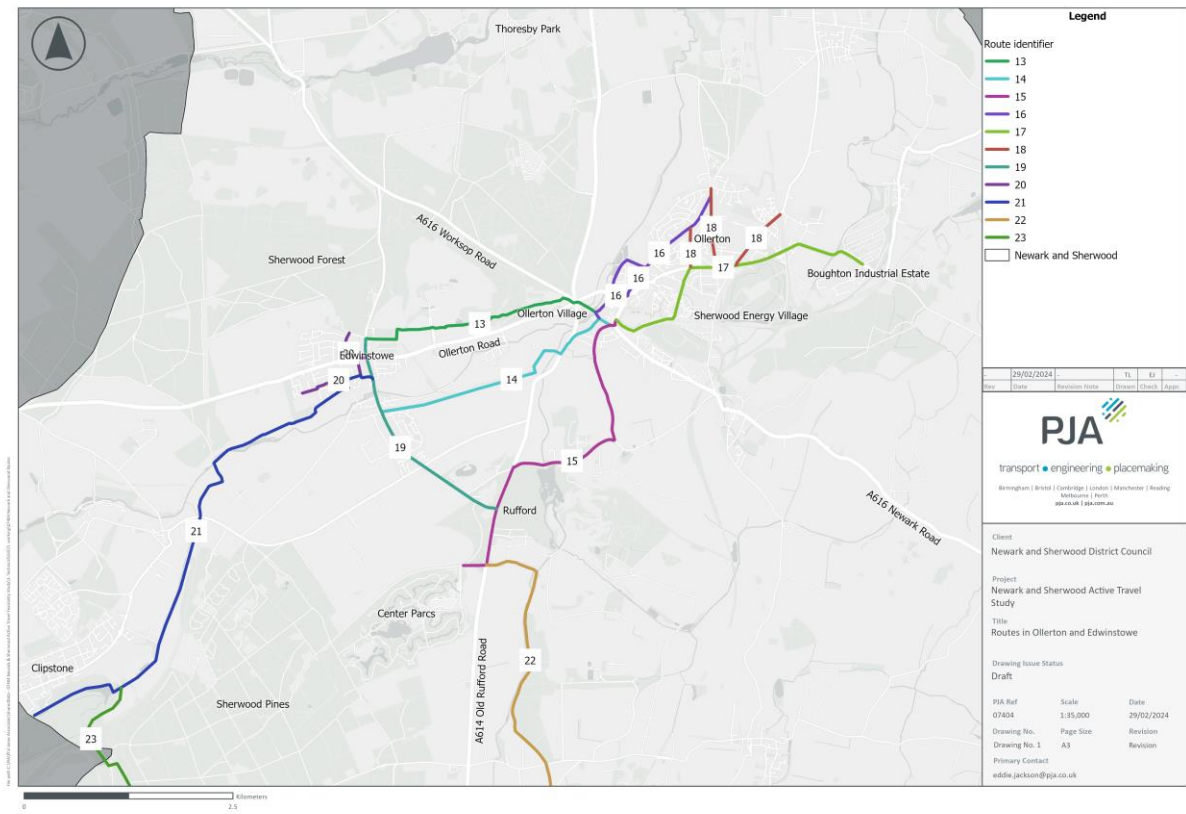 Thoresby Park
A616 Worksop Road
Sherwood Forest
18
Ollerton
18
16
18
17
16
16
Boughton Industrial Estate
Ollerton Village
Sherwood Energy Village
13
Ollerton Road
20
Edwinstowe
20
14
19
15
Rufford
A616 Newark Road
21
Center Parcs
22
Clipstone
Sherwood Pines
A614 Old Rufford Road
23
0
2.5
Kilometers
Legend
Route identifier
13
14
15
16
17
18
19
20
21
22
23
Newark and Sherwood
- 29/02/2024 - TL EJ -
Rev Date Revision Note Drawn Check Appr.
PJA
transport • engineering • placemaking
Birmingham | Bristol | Cambridge | London | Manchester | Reading
Melbourne | Perth
pja.co.uk | pja.com.au
Client
Newark and Sherwood District Council
Project
Newark and Sherwood Active Travel
Study
Title
Routes in Ollerton and Edwinstowe
Drawing Issue Status
Draft
PJA Ref Scale Date
07404 1:35,000 29/02/2024
Drawing No. Page Size Revision
Drawing No. 1 A3 Revision
Primary Contact
eddie.jackson@pja.co.uk